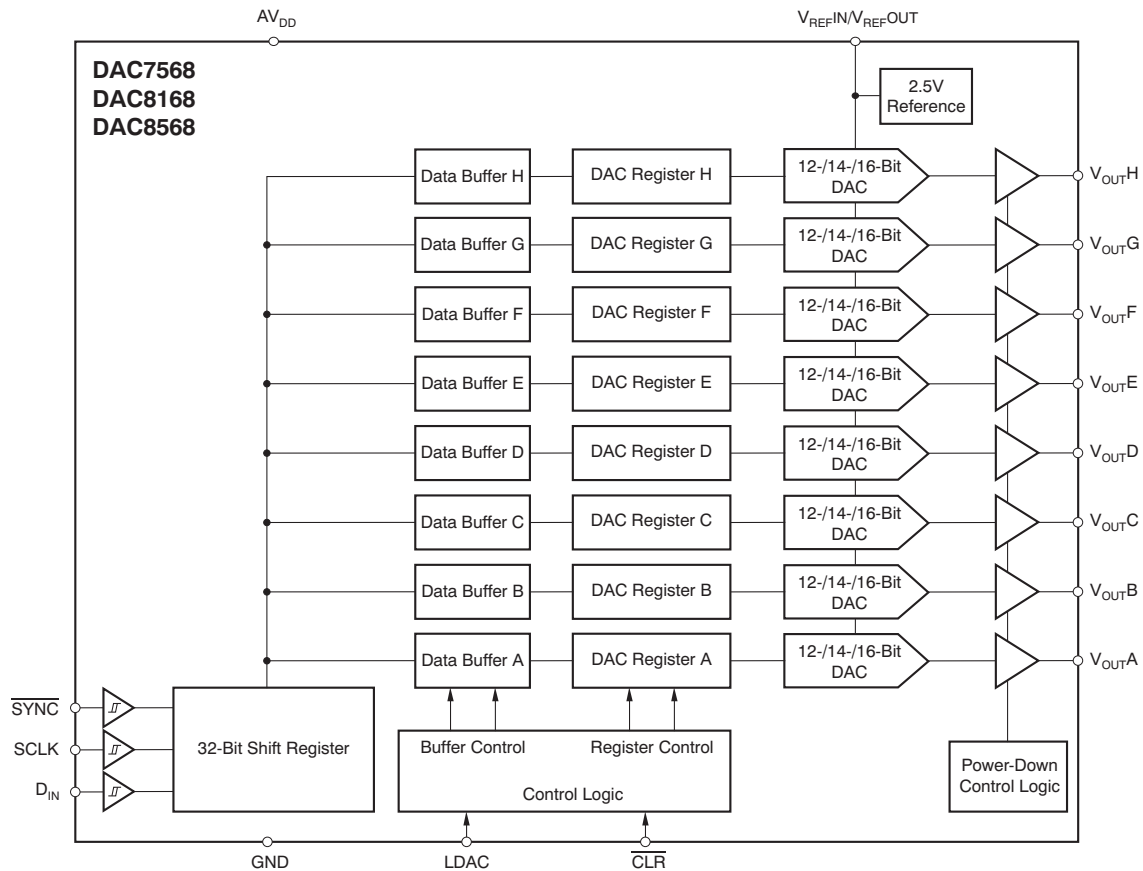 AVDD
VREFIN/VREFOUT
DAC7568
DAC8168
DAC8568
2.5V
Reference
Data Buffer H
DAC Register H
12-/14-/16-Bit
DAC
VOUTH
Data Buffer G
DAC Register G
12-/14-/16-Bit
DAC
VOUTG
Data Buffer F
DAC Register F
12-/14-/16-Bit
DAC
VOUTF
Data Buffer E
DAC Register E
12-/14-/16-Bit
DAC
VOUTE
Data Buffer D
DAC Register D
12-/14-/16-Bit
DAC
VOUTD
Data Buffer C
DAC Register C
12-/14-/16-Bit
DAC
VOUTC
Data Buffer B
DAC Register B
12-/14-/16-Bit
DAC
VOUTB
Data Buffer A
DAC Register A
12-/14-/16-Bit
DAC
VOUTA
SYNC
SCLK
DIN
32-Bit Shift Register
Buffer Control
Register Control
Control Logic
Power-Down
Control Logic
GND
LDAC
CLR